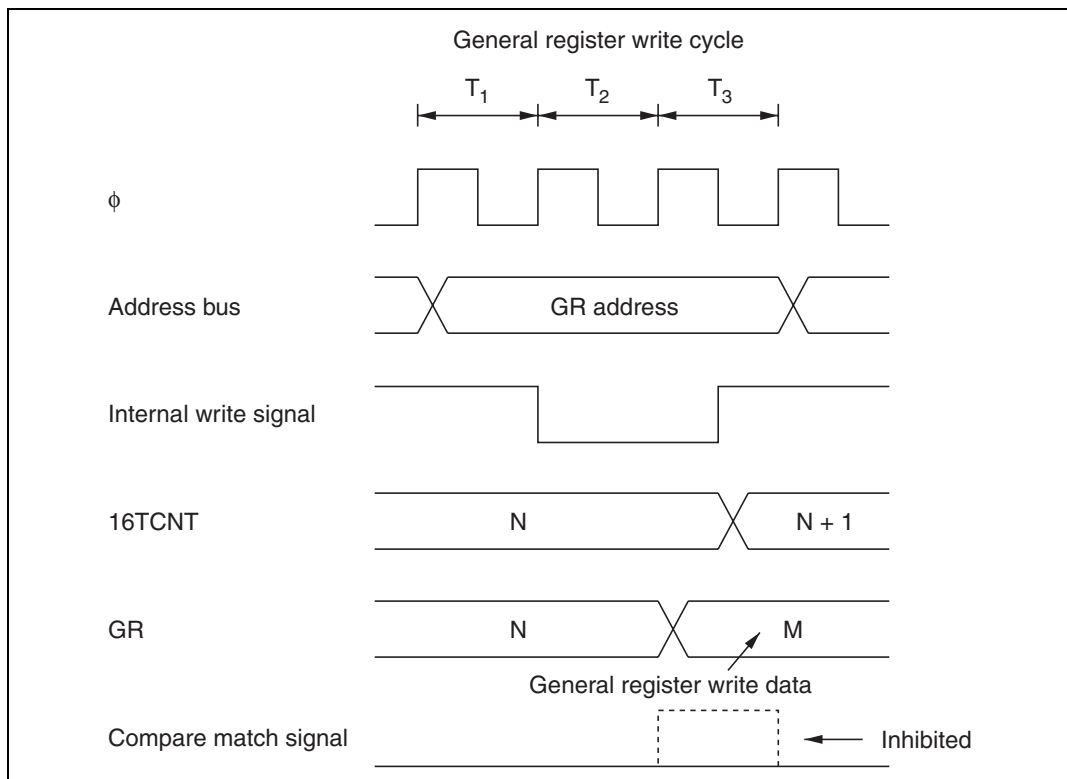 General register write cycle
T1 T2 T3
φ
Address bus
GR address
Internal write signal
16TCNT
N
N + 1
GR
N
M
General register write data
Compare match signal
Inhibited